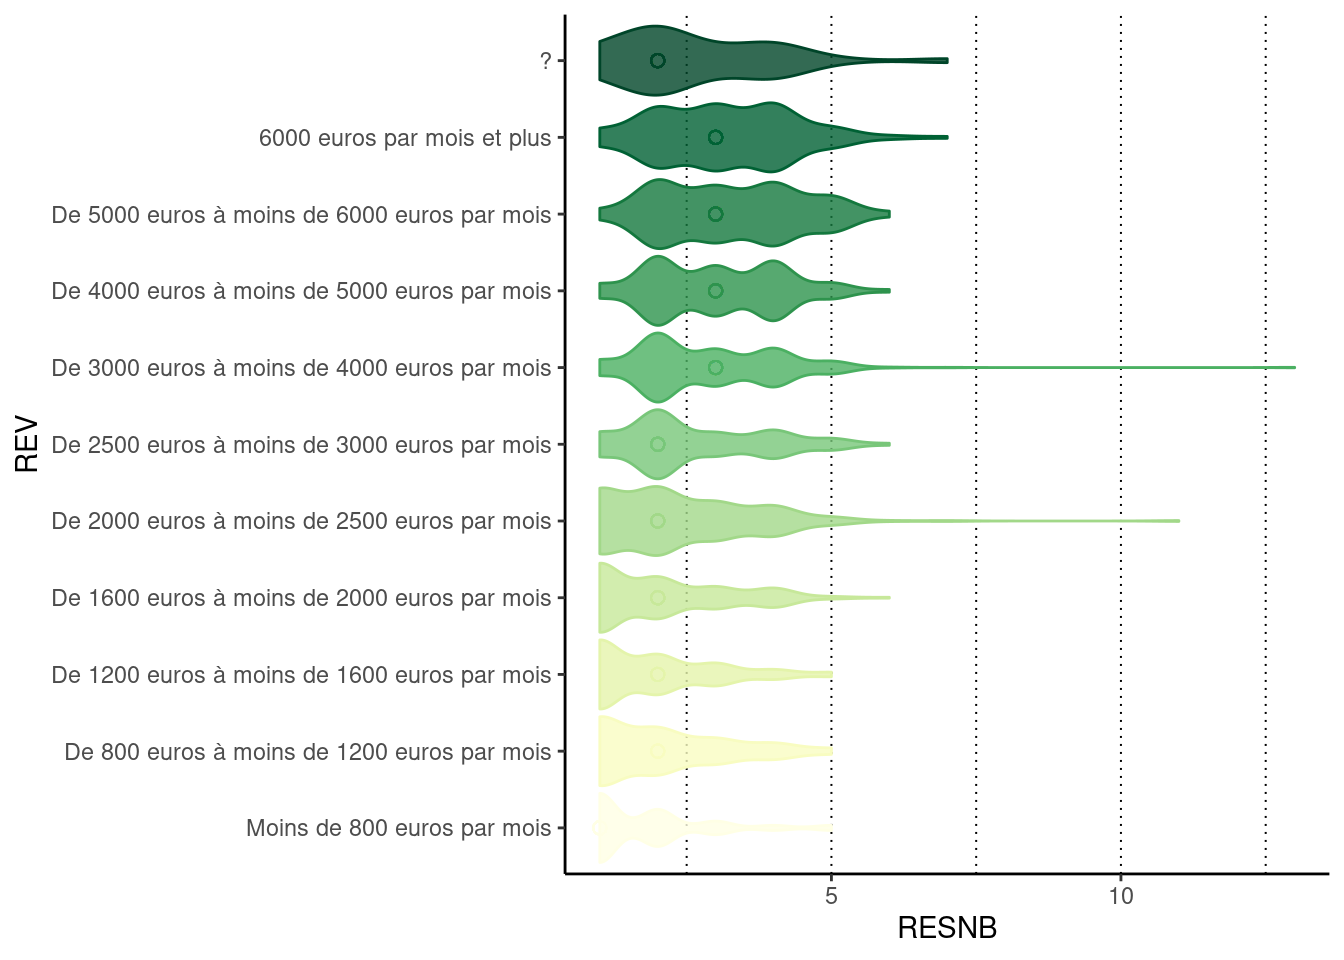 ?
6000 euros par mois et plus
De 5000 euros à moins de 6000 euros par mois
De 4000 euros à moins de 5000 euros par mois
De 3000 euros à moins de 4000 euros par mois
De 2500 euros à moins de 3000 euros par mois
De 2000 euros à moins de 2500 euros par mois
De 1600 euros à moins de 2000 euros par mois
De 1200 euros à moins de 1600 euros par mois
De 800 euros à moins de 1200 euros par mois
Moins de 800 euros par mois
REV
5 10
RESNB